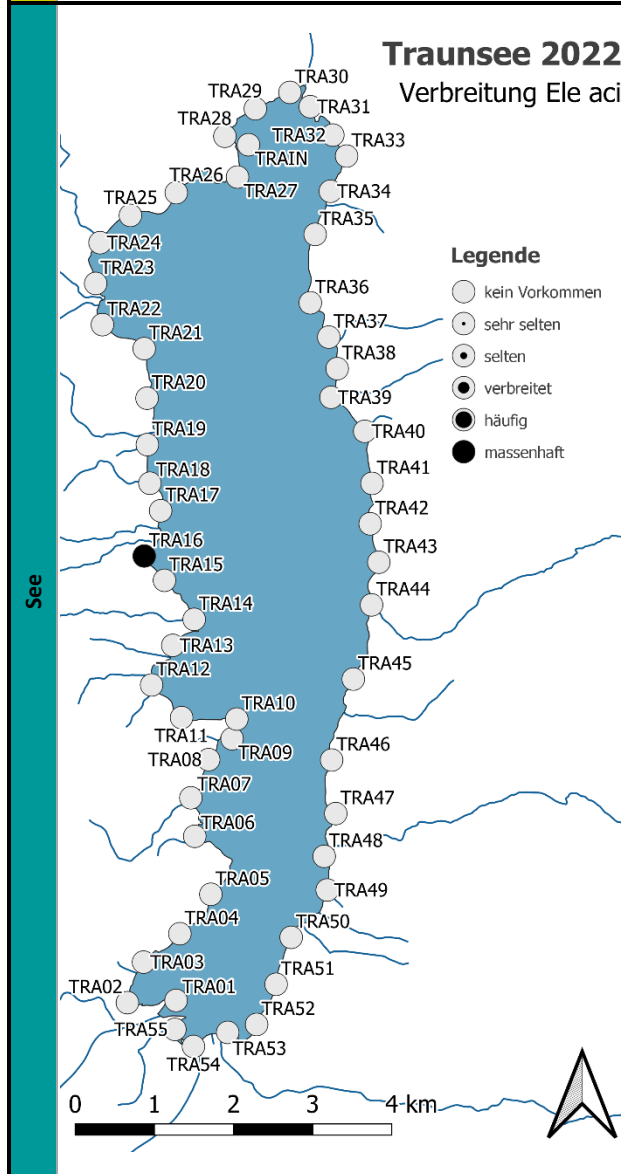 Traunsee 2022
Verbreitung Ele aci
TRA30
TRA29
TRA31
TRA28
TRA32
TRA33
TRAIN
TRA26
TRA27
TRA34
TRA25
TRA35
TRA24
TRA23
TRA36
TRA22
TRA37
TRA21
TRA38
TRA20
TRA39
TRA19
TRA40
TRA18
TRA41
TRA17
TRA42
TRA16
TRA43
TRA15
TRA44
TRA14
TRA13
TRA12
TRA45
TRA10
TRA11
TRA09
TRA08
TRA46
TRA07
TRA47
TRA06
TRA48
TRA05
TRA49
TRA04
TRA50
TRA03
TRA51
TRA02
TRA01
TRA52
TRA55
TRA53
TRA54
Legende
kein Vorkommen
sehr selten
selten
verbreitet
häufig
massenhaft
See
0 1 2 3 4 km